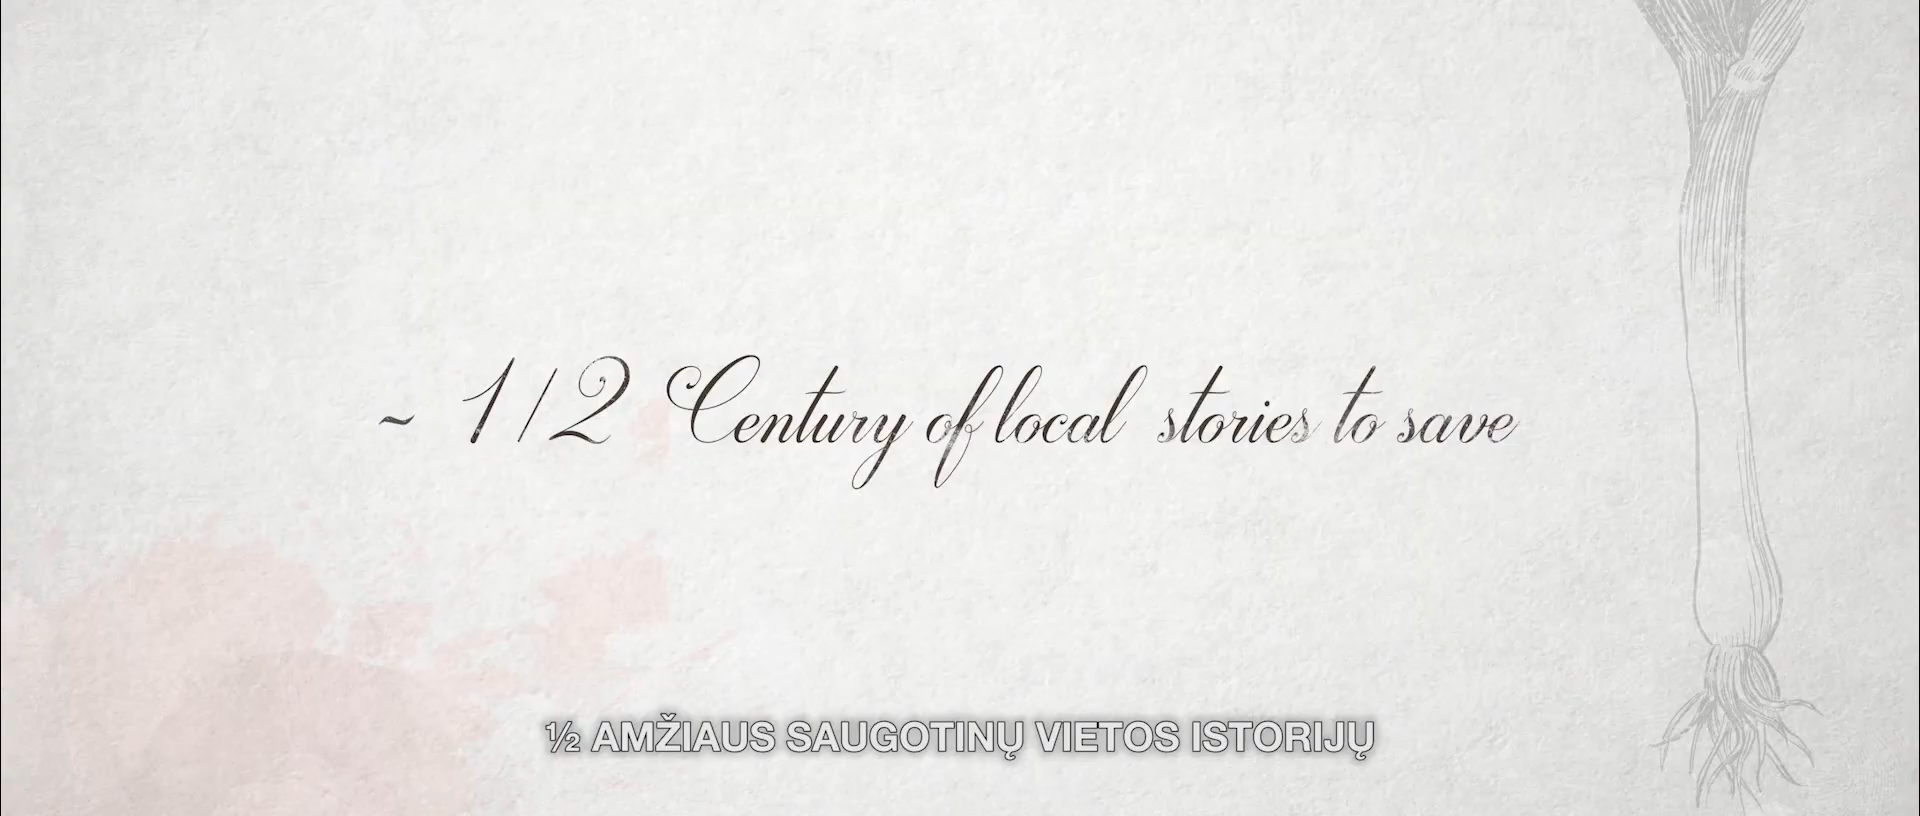 ~ 1/2 Century of local stories to save
½ AMŽIAUS SAUGOTINŲ VIETOS ISTORIJŲ